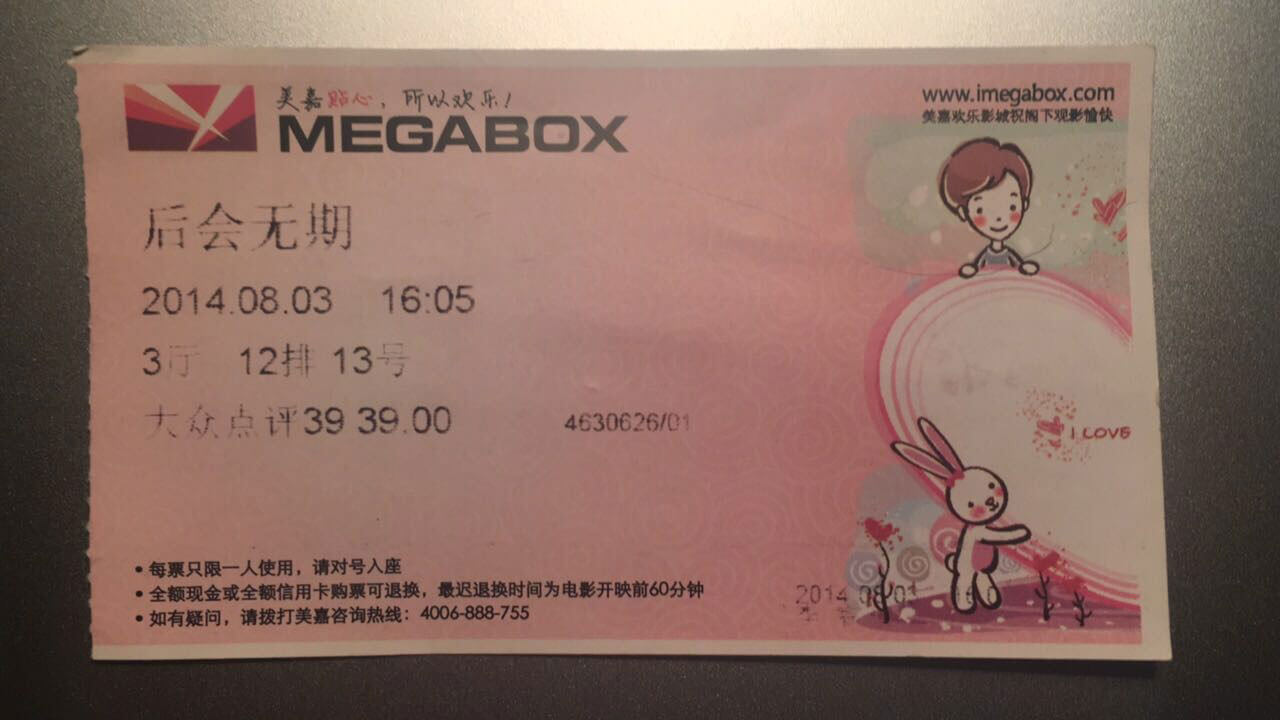 美嘉贴心，所以欢乐！
MEGABOX
www.imegabox.com
美嘉欢乐影城祝阁下观影愉快
后会无期
2014.08.03 16:05
3厅 12排 13号
大众点评39 39.00 4630626/01
I LOVE
• 每票只限一人使用，请对号入座
• 全额现金或全额信用卡购票可退换，最迟退换时间为电影开映前60分钟
• 如有疑问，请拨打美嘉咨询热线：4006-888-755
2014.08.01